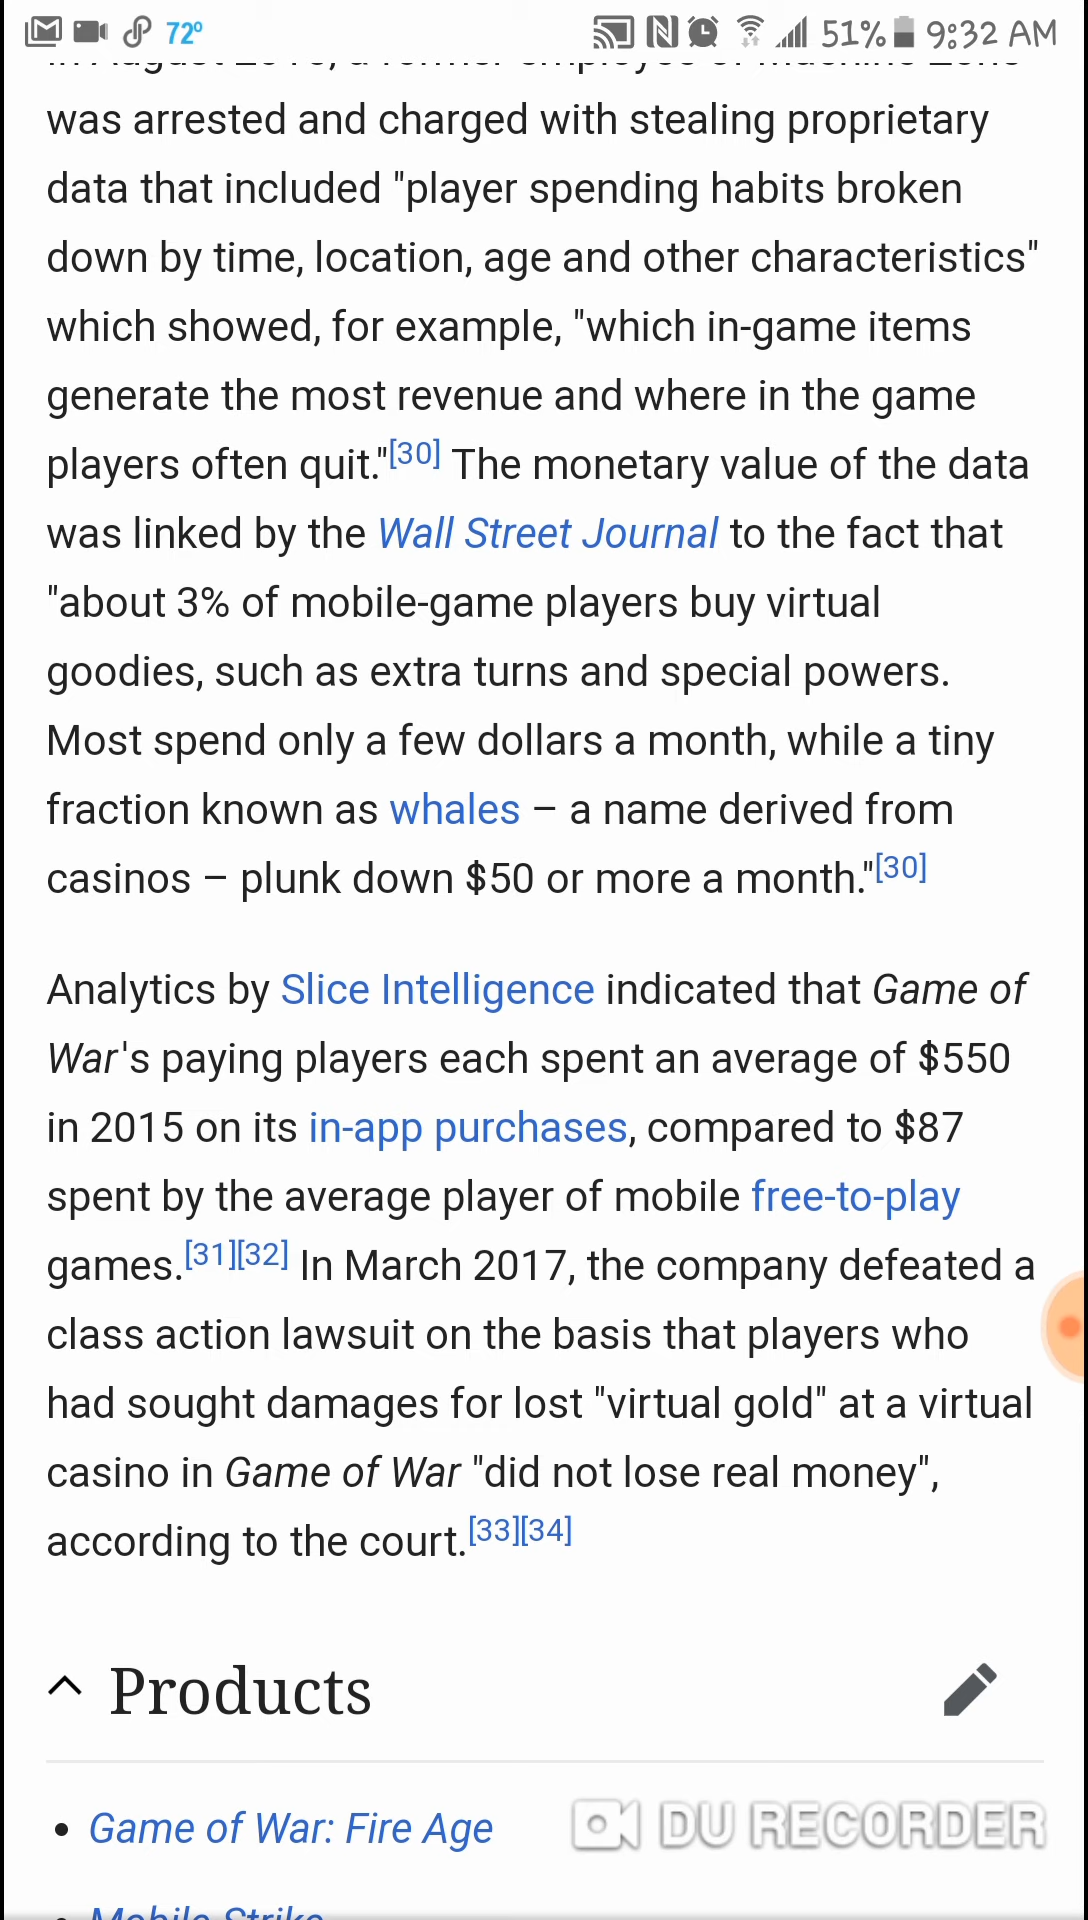 72°
51% 9:32 AM
was arrested and charged with stealing proprietary
data that included "player spending habits broken
down by time, location, age and other characteristics"
which showed, for example, "which in-game items
generate the most revenue and where in the game
players often quit."[30] The monetary value of the data
was linked by the Wall Street Journal to the fact that
"about 3% of mobile-game players buy virtual
goodies, such as extra turns and special powers.
Most spend only a few dollars a month, while a tiny
fraction known as whales – a name derived from
casinos – plunk down $50 or more a month."[30]
Analytics by Slice Intelligence indicated that Game of
War's paying players each spent an average of $550
in 2015 on its in-app purchases, compared to $87
spent by the average player of mobile free-to-play
games.[31][32] In March 2017, the company defeated a
class action lawsuit on the basis that players who
had sought damages for lost "virtual gold" at a virtual
casino in Game of War "did not lose real money",
according to the court.[33][34]
Products
• Game of War: Fire Age
DU RECORDER
• Mobile Strike